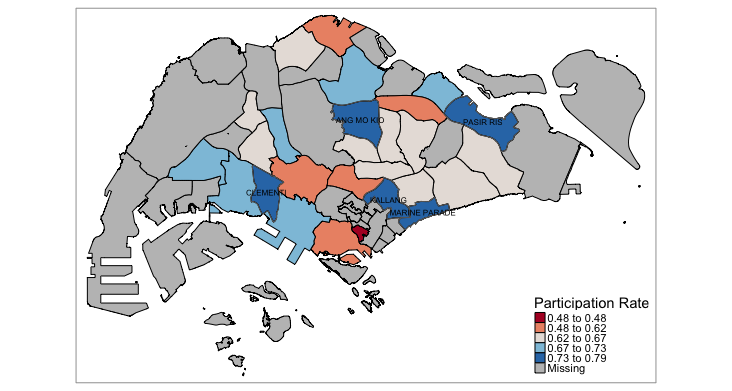 ANG MO KIO
PASIR RIS
CLEMENTI
KALLANG
MARINE PARADE
Participation Rate
0.48 to 0.48
0.48 to 0.62
0.62 to 0.67
0.67 to 0.73
0.73 to 0.79
Missing